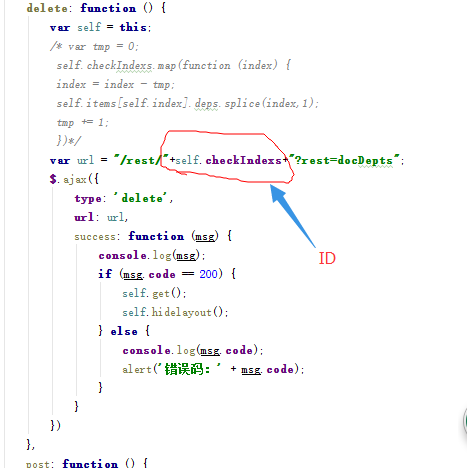 delete: function () {
var self = this;
/* var tmp = 0;
self.checkIndexs.map(function (index) {
index = index - tmp;
self.items[self.index].deps.splice(index,1);
tmp += 1;
})*/
var url = "/rest/"+self.checkIndexs+"?rest=docDepts";
$.ajax({
type: 'delete',
url: url,
success: function (msg) {
console.log(msg);
if (msg.code == 200) {
self.get();
self.hidelayout();
} else {
console.log(msg.code);
alert('错误码：' + msg.code);
}
}
})
},
post: function () {
ID